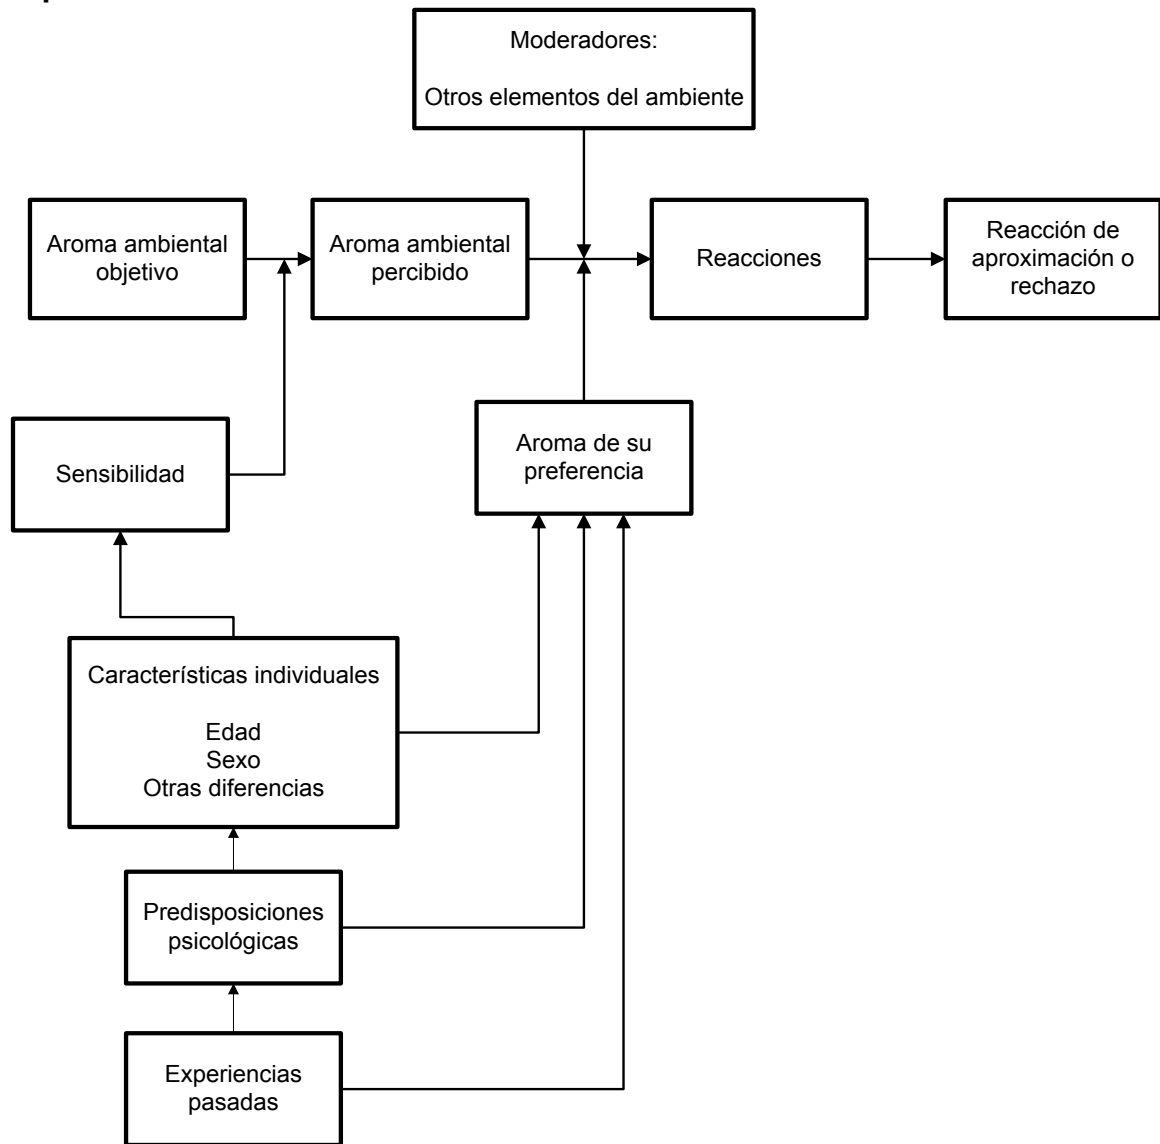 Moderadores:
Otros elementos del ambiente
Aroma ambiental
objetivo
Aroma ambiental
percibido
Reacciones
Reacción de
aproximación o
rechazo
Sensibilidad
Aroma de su
preferencia
Característícas individuales
Edad
Sexo
Otras diferencias
Predisposiciones
psicológicas
Experiencias
pasadas